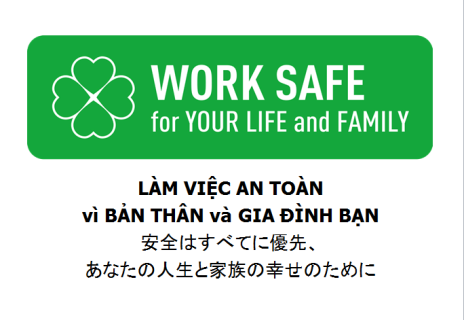 WORK SAFE
for YOUR LIFE and FAMILY
LÀM VIỆC AN TOÀN
vì BẢN THÂN và GIA ĐÌNH BẠN
安全はすべてに優先、
あなたの人生と家族の幸せのために